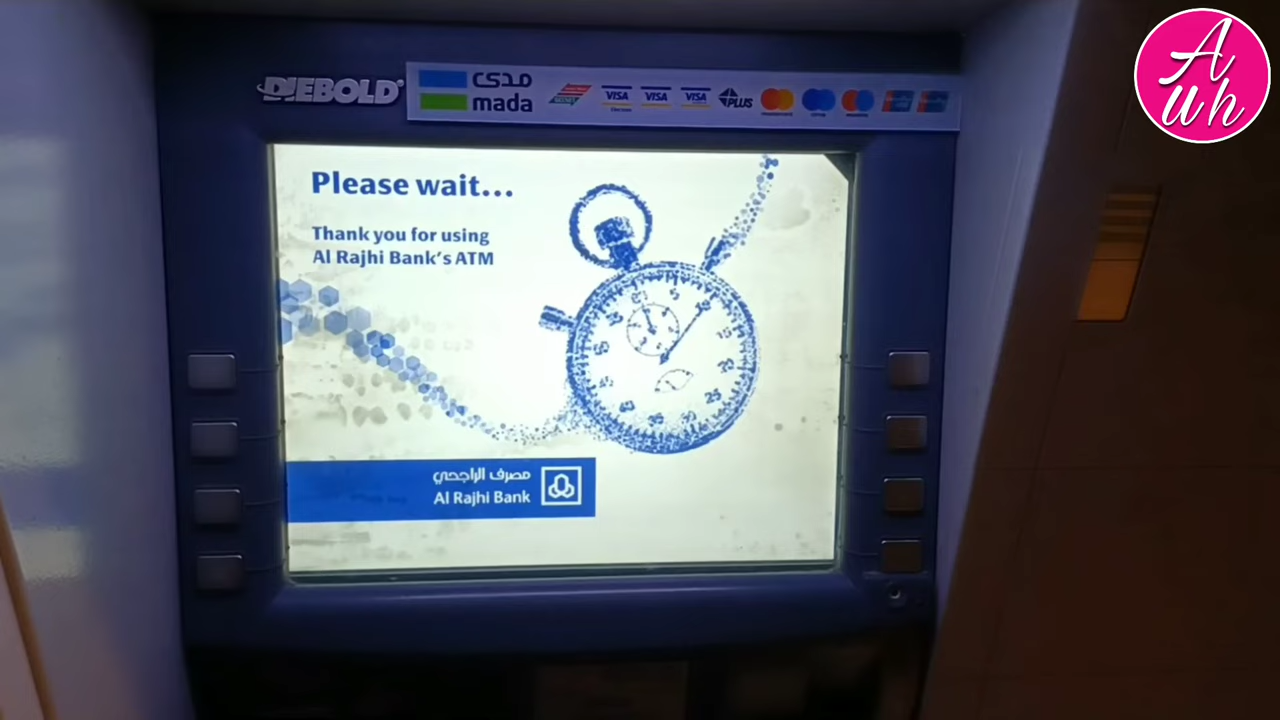 DIEBOLD
مدى
mada
VISA
VISA
VISA
PLUS
Please wait...
Thank you for using
Al Rajhi Bank's ATM
مصرف الراجحي
Al Rajhi Bank
A
Wh